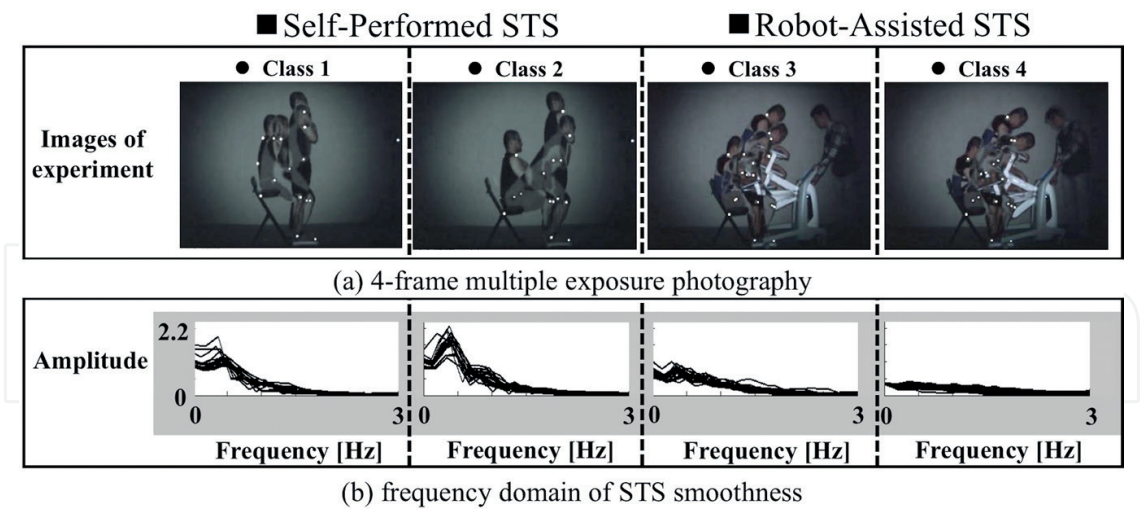 ■ Self-Performed STS ■ Robot-Assisted STS
● Class 1 ● Class 2 ● Class 3 ● Class 4
Images of
experiment
(a) 4-frame multiple exposure photography
2.2
Amplitude
0
0 3 0 3 0 3
Frequency [Hz] Frequency [Hz] Frequency [Hz] Frequency [Hz]
(b) frequency domain of STS smoothness